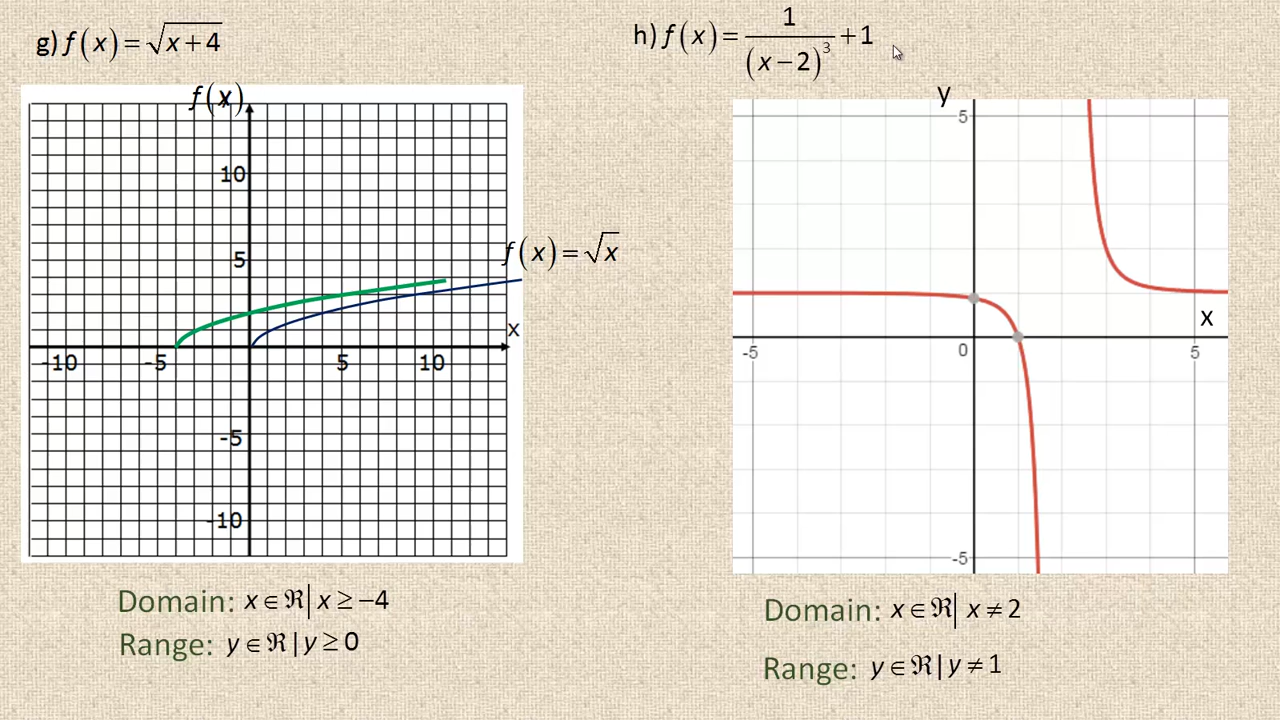 g) f(x) = √(x+4)
f(x)
10
5
f(x) = √x
x
-10 -5 5 10
-5
-10
Domain: x ∈ ℜ | x ≥ −4
Range: y ∈ ℜ | y ≥ 0
h) f(x) = 1/(x−2)³ + 1
y
5
x
-5 0 5
-5
Domain: x ∈ ℜ | x ≠ 2
Range: y ∈ ℜ | y ≠ 1